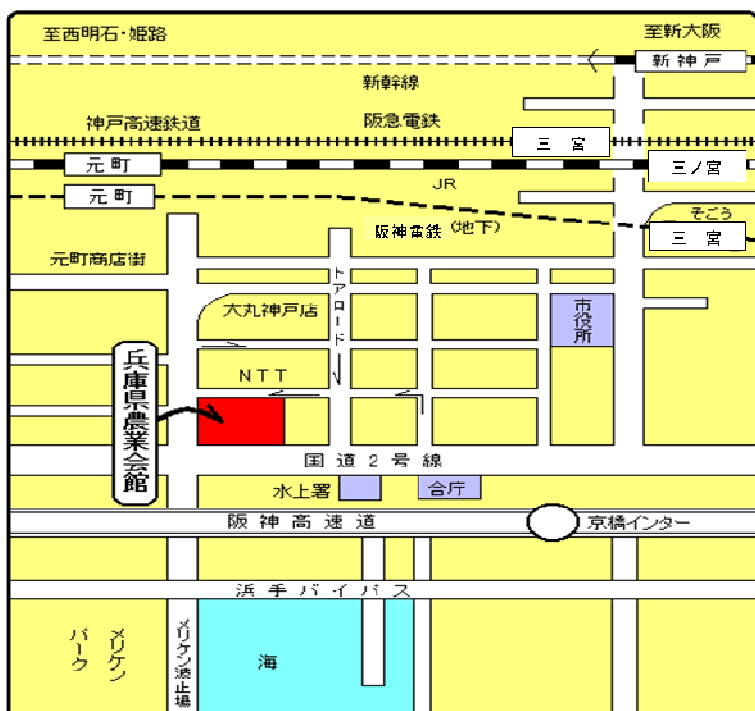 至西明石・姫路
至新大阪
新神戸
新幹線
神戸高速鉄道
阪急電鉄
三宮
元町
三ノ宮
JR
元町
そごう
阪神電鉄
(地下)
三宮
元町商店街
トアロード
大丸神戸店
市役所
兵庫県農業会館
NTT
国道2号線
水上署
合庁
阪神高速道
京橋インター
浜手バイパス
メリケン
パーク
メリケン波止場
海